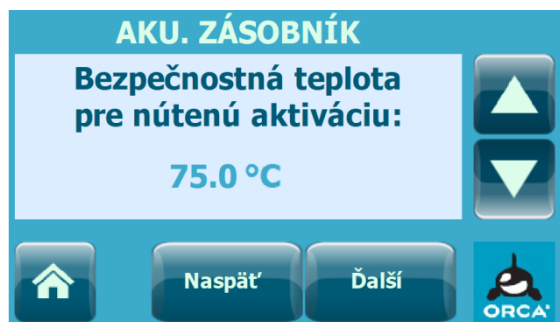 AKU. ZÁSOBNÍK
Bezpečnostná teplota
pre nútenú aktiváciu:
75.0 °C
Naspäť
Ďalší
ORCA